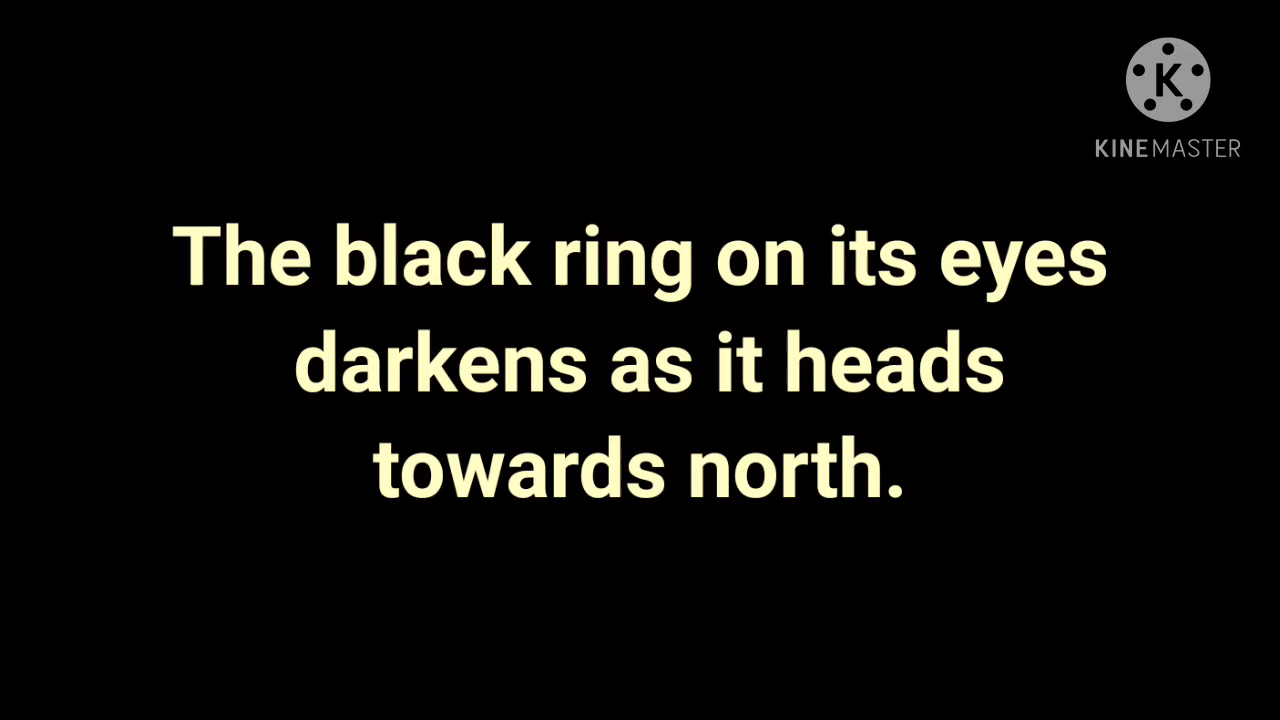 K
KINEMASTER
The black ring on its eyes
darkens as it heads
towards north.